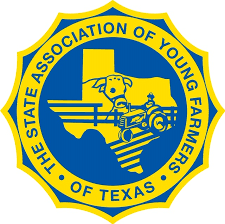 THE STATE ASSOCIATION OF YOUNG FARMERS
• OF TEXAS •